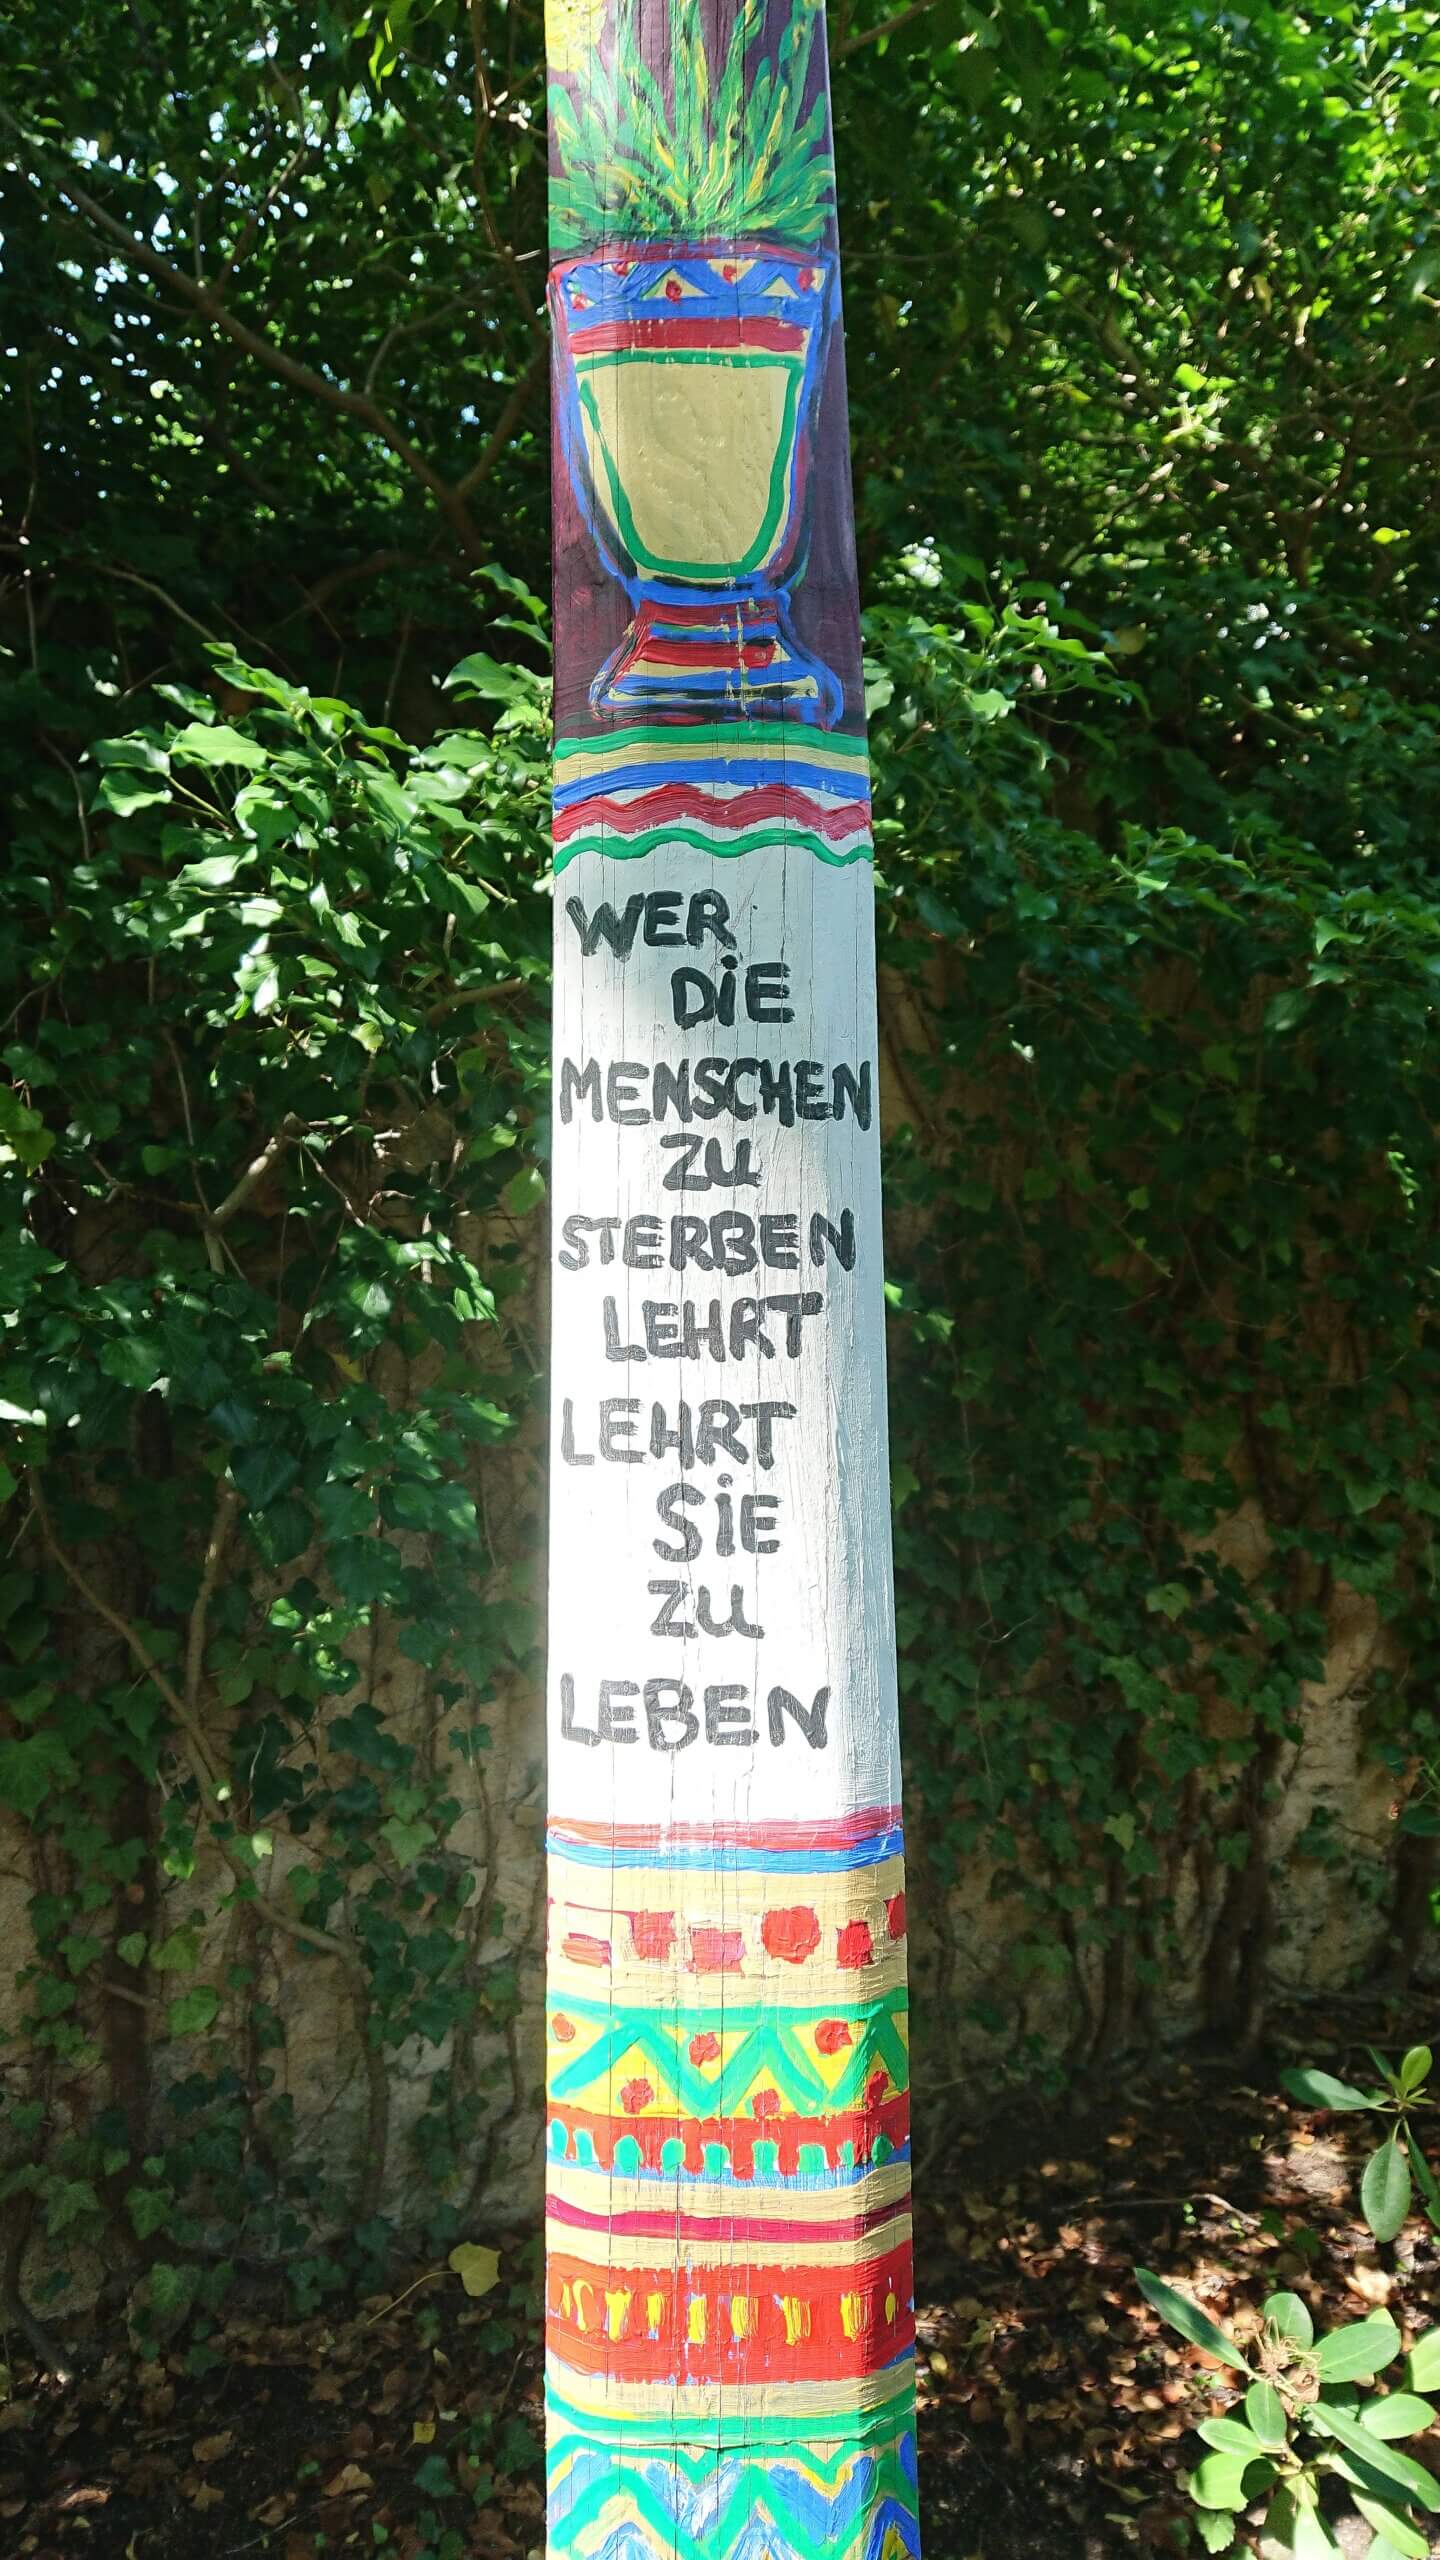 WER
DiE
MENSCHEN
ZU
STERBEN
LEHRT
LEHRT
SiE
ZU
LEBEN